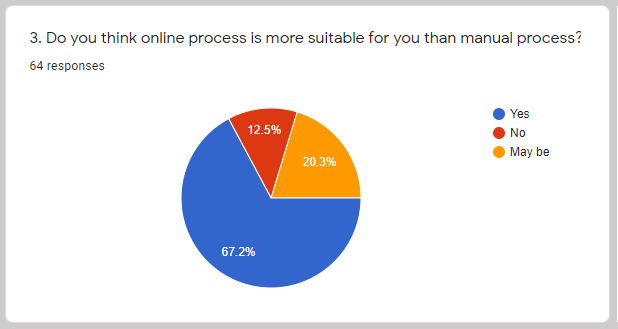 3. Do you think online process is more suitable for you than manual process?
64 responses
12.5%
20.3%
67.2%
Yes
No
May be